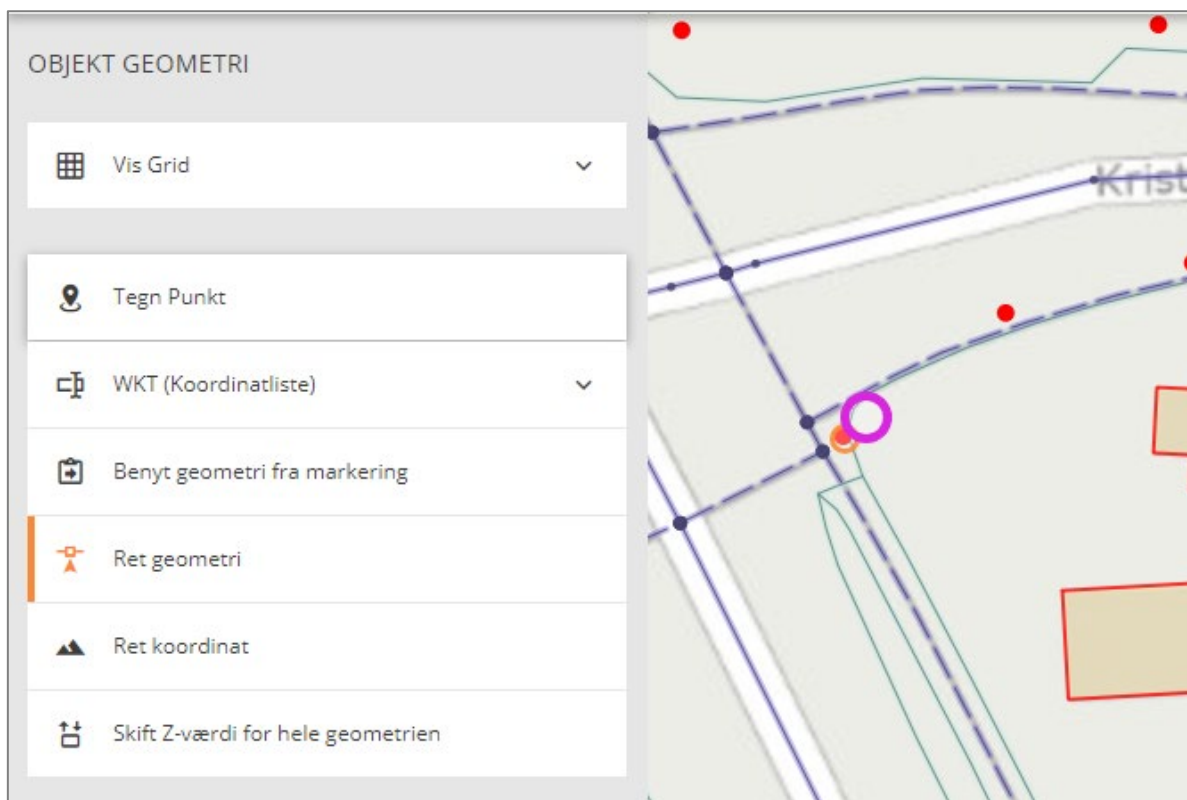 OBJEKT GEOMETRI
Vis Grid
Tegn Punkt
WKT (Koordinatliste)
Benyt geometri fra markering
Ret geometri
Ret koordinat
Skift Z-værdi for hele geometrien
Krist